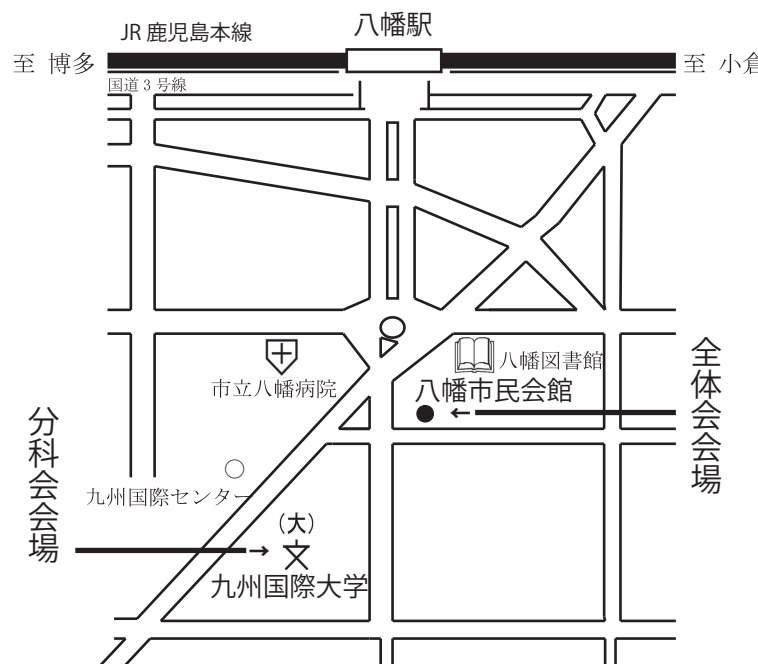 八幡駅
JR 鹿児島本線
至 博多
至 小倉
国道 3 号線
八幡図書館
市立八幡病院
八幡市民会館
全体会会場
分科会会場
九州国際センター
(大)
文
九州国際大学